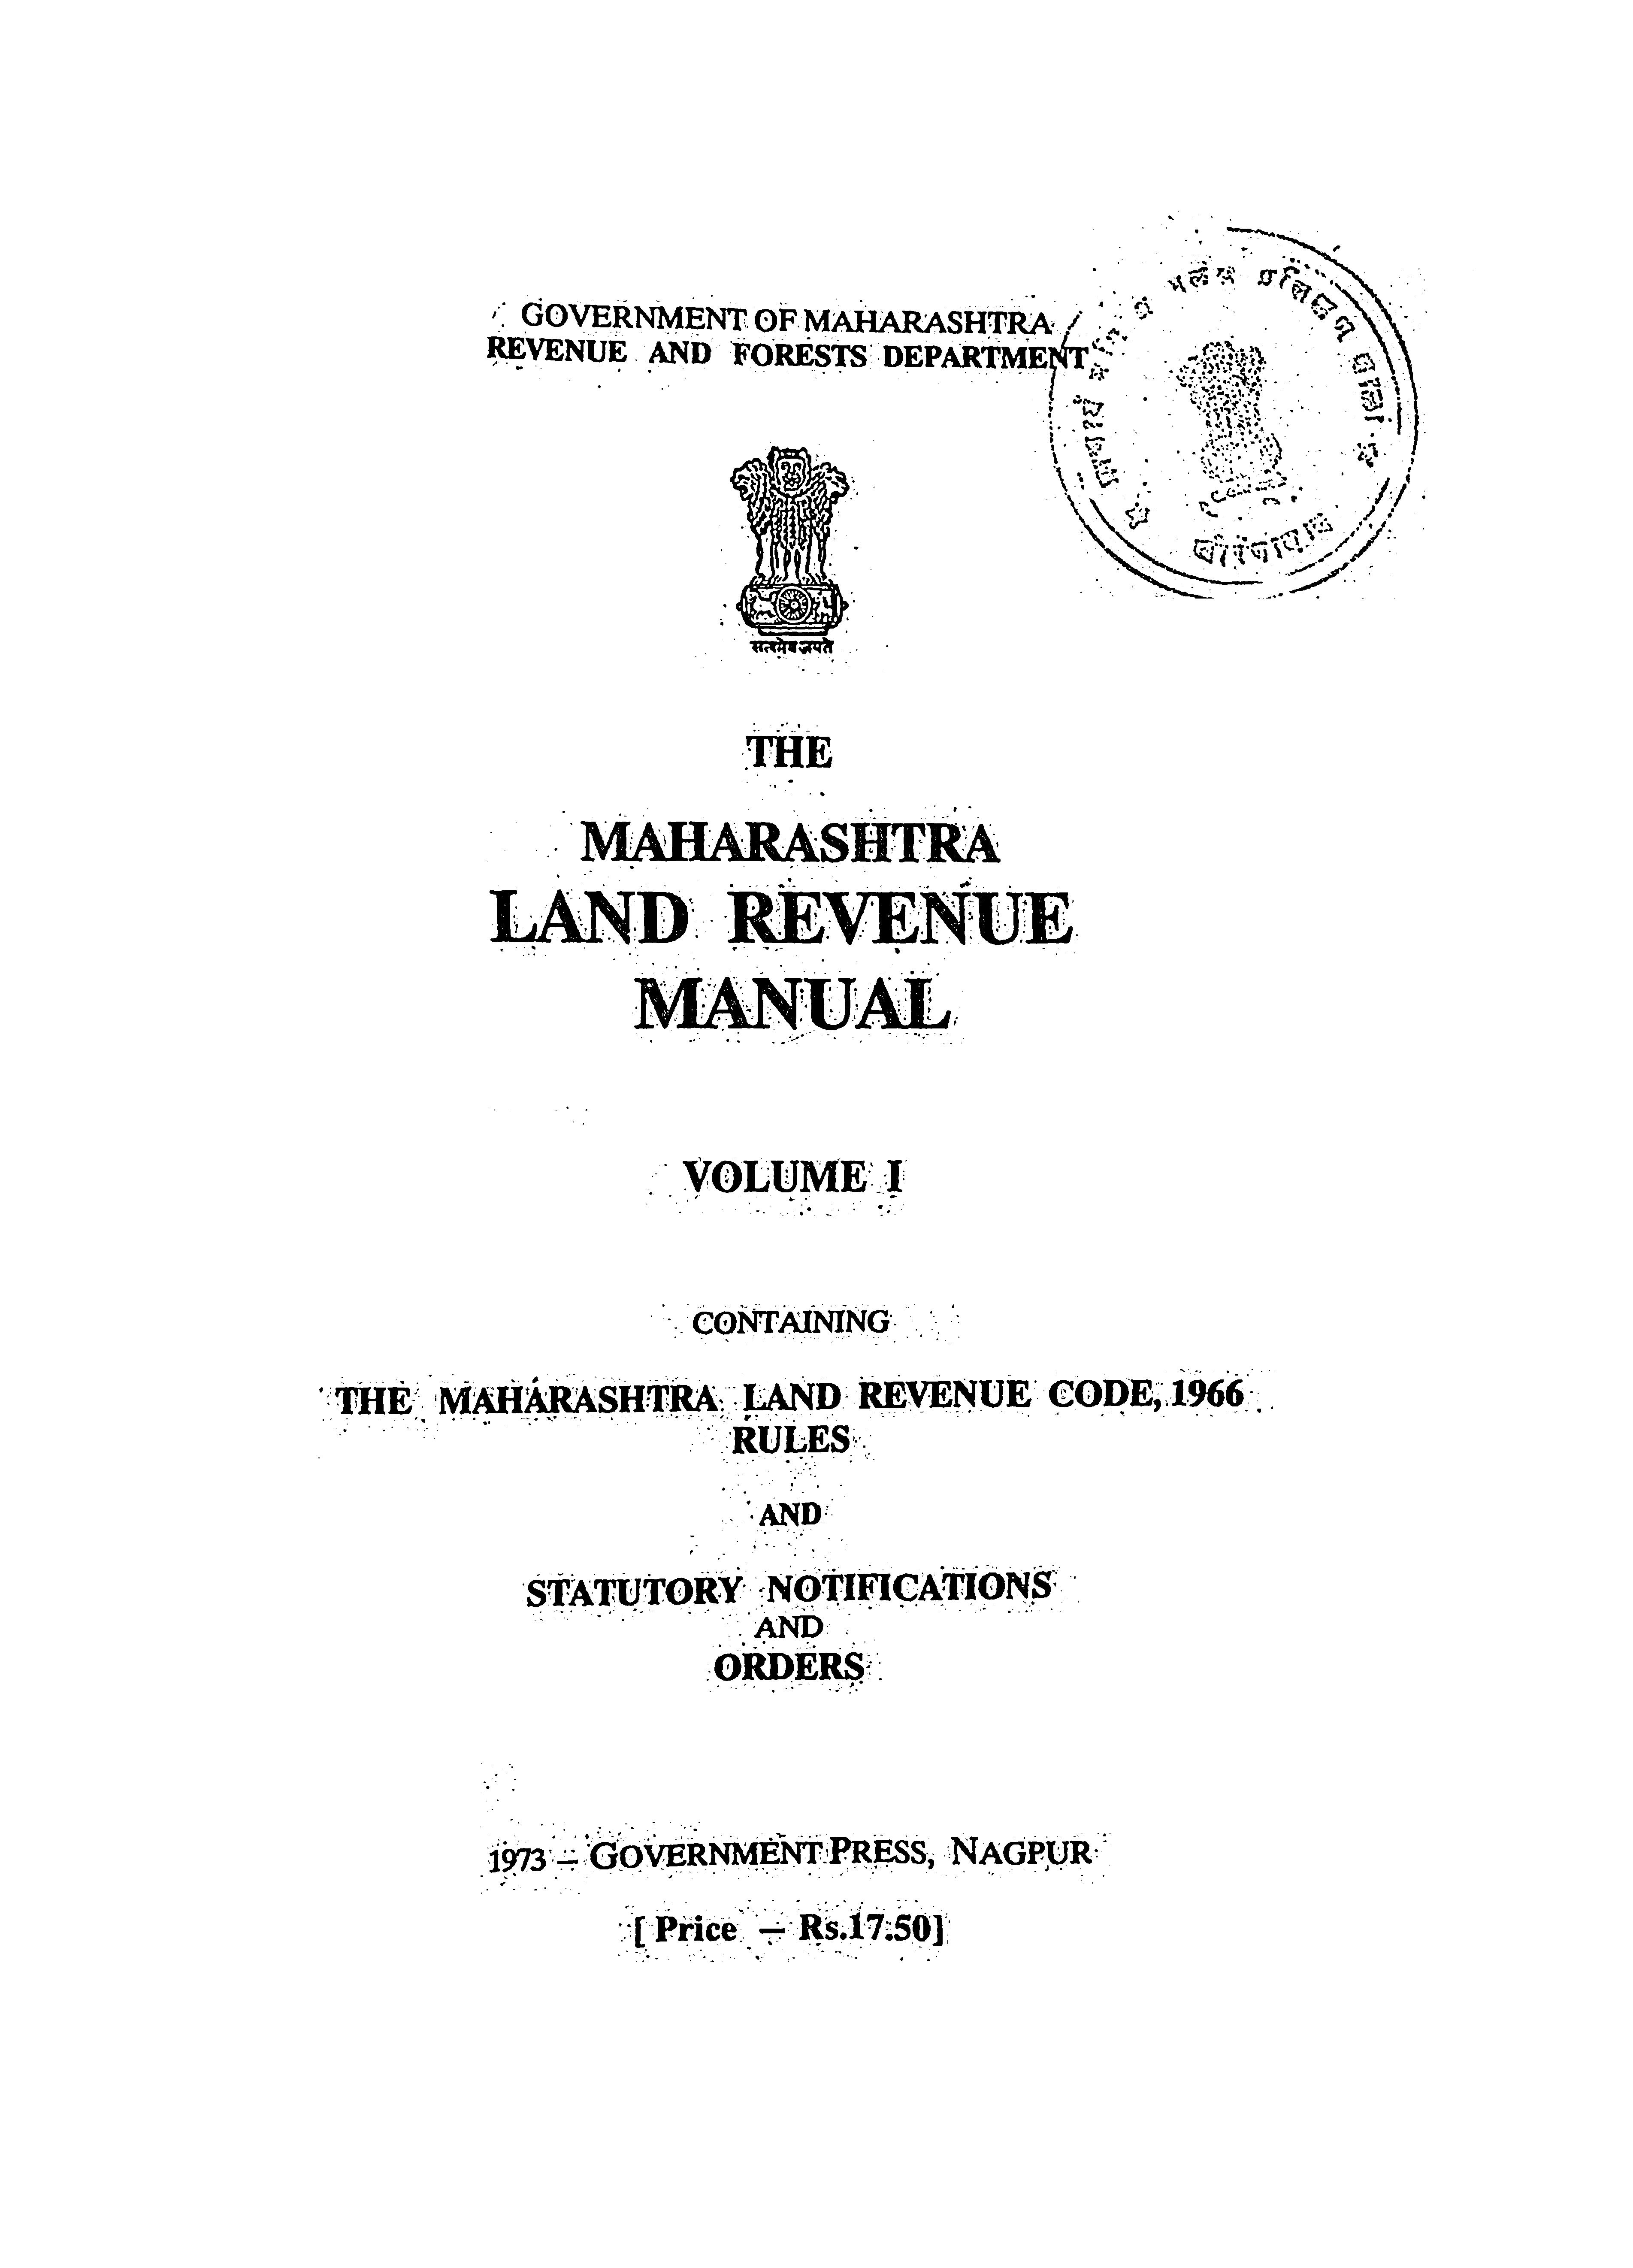 GOVERNMENT OF MAHARASHTRA
REVENUE AND FORESTS DEPARTMENT
सत्यमेव जयते
THE
MAHARASHTRA
LAND REVENUE
MANUAL
VOLUME I
CONTAINING
THE MAHARASHTRA LAND REVENUE CODE, 1966
RULES
AND
STATUTORY NOTIFICATIONS
AND
ORDERS
1973 – GOVERNMENT PRESS, NAGPUR
[ Price – Rs.17.50]